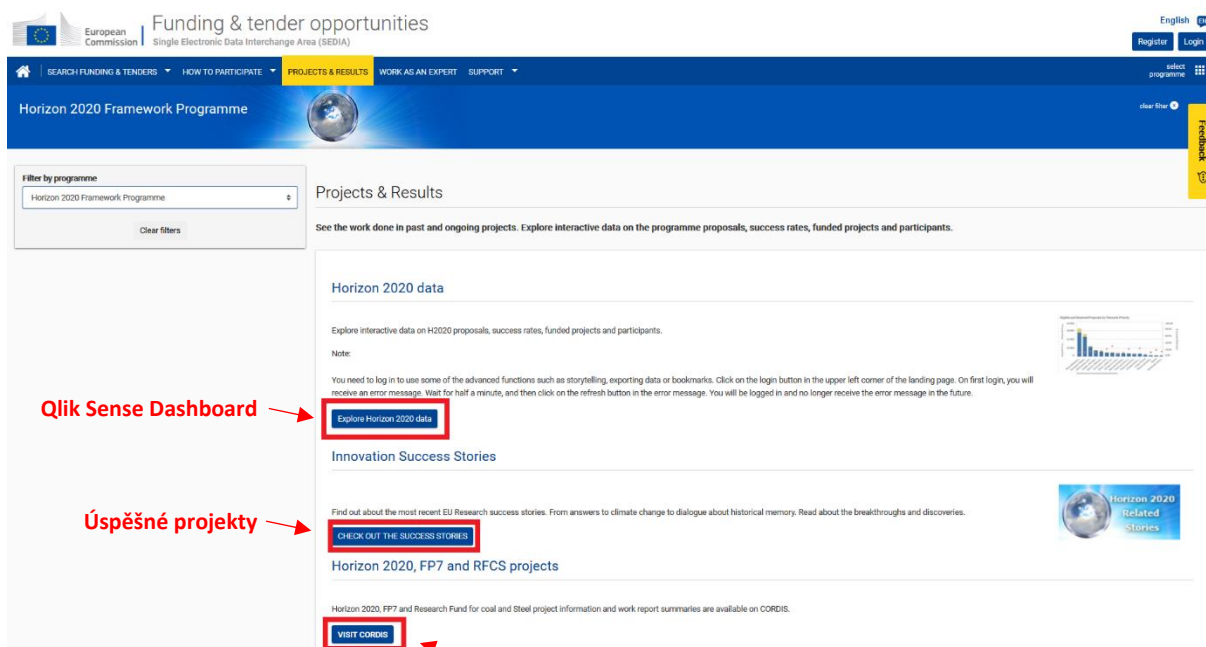 European
Commission
Funding & tender opportunities
Single Electronic Data Interchange Area (SEDIA)
English EN
Register Login
SEARCH FUNDING & TENDERS HOW TO PARTICIPATE PROJECTS & RESULTS WORK AS AN EXPERT SUPPORT
select
programme
Horizon 2020 Framework Programme
clear filter
Feedback
Filter by programme
Horizon 2020 Framework Programme
Clear filters
Projects & Results
See the work done in past and ongoing projects. Explore interactive data on the programme proposals, success rates, funded projects and participants.
Horizon 2020 data
Explore interactive data on H2020 proposals, success rates, funded projects and participants.
Note:
You need to log in to use some of the advanced functions such as storytelling, exporting data or bookmarks. Click on the login button in the upper left corner of the landing page. On first login, you will
receive an error message. Wait for half a minute, and then click on the refresh button in the error message. You will be logged in and no longer receive the error message in the future.
Qlik Sense Dashboard
Explore Horizon 2020 data
Innovation Success Stories
Find out about the most recent EU Research success stories. From answers to climate change to dialogue about historical memory. Read about the breakthroughs and discoveries.
Horizon 2020
Related
Stories
Úspěšné projekty
CHECK OUT THE SUCCESS STORIES
Horizon 2020, FP7 and RFCS projects
Horizon 2020, FP7 and Research Fund for coal and Steel project information and work report summaries are available on CORDIS.
VISIT CORDIS